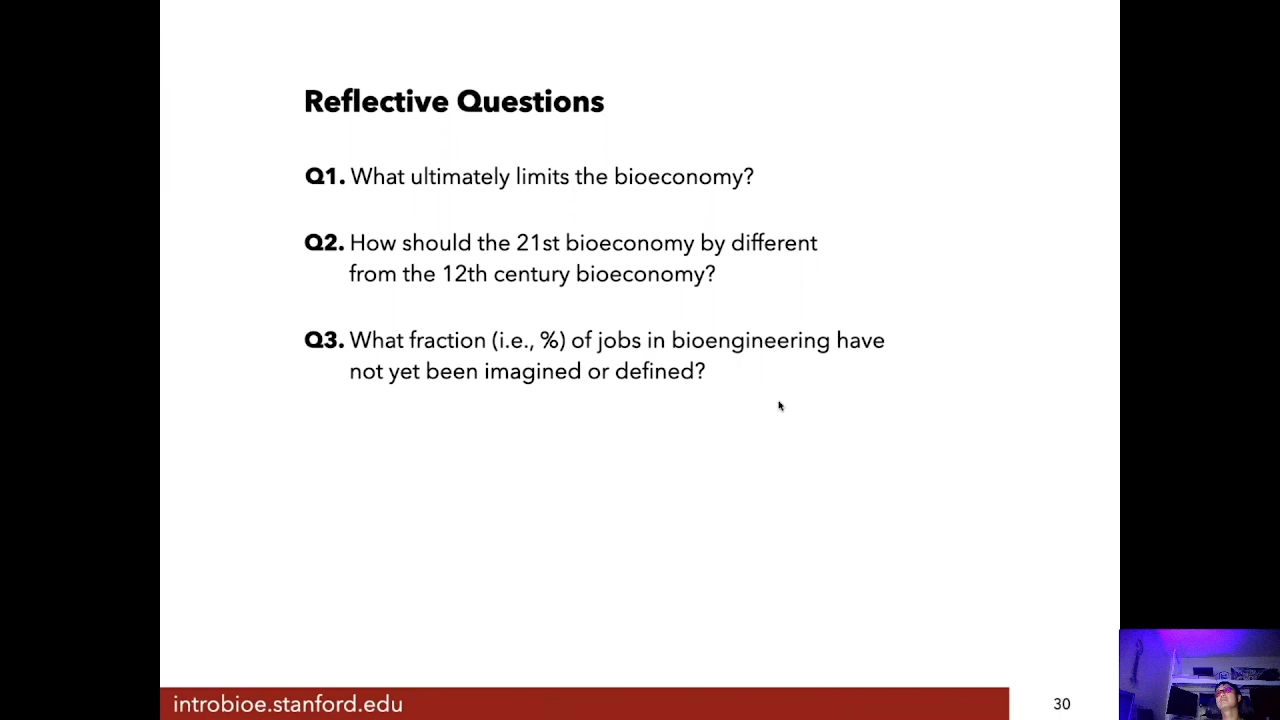 Reflective Questions
Q1. What ultimately limits the bioeconomy?
Q2. How should the 21st bioeconomy by different
from the 12th century bioeconomy?
Q3. What fraction (i.e., %) of jobs in bioengineering have
not yet been imagined or defined?
introbioe.stanford.edu
30